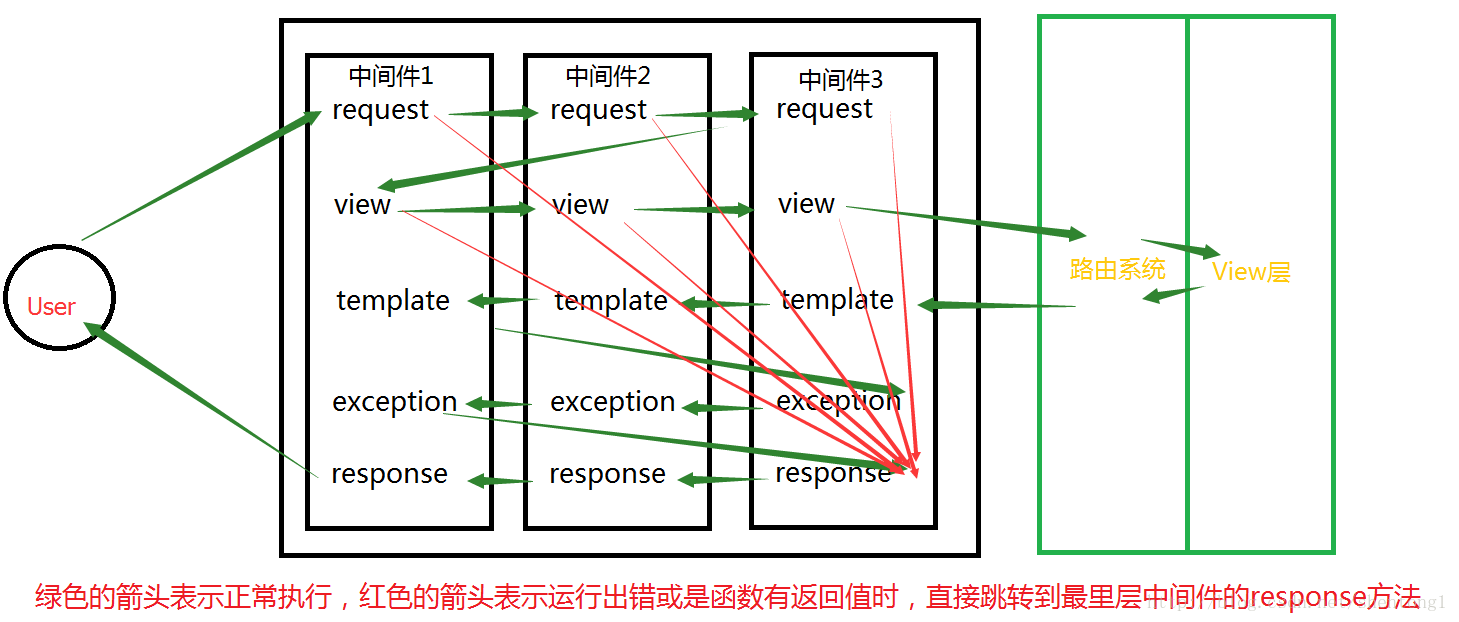 中间件1 中间件2 中间件3
request request request
view view view
路由系统 View层
User
template template template
exception exception exception
response response response
绿色的箭头表示正常执行，红色的箭头表示运行出错或是函数有返回值时，直接跳转到最里层中间件的response方法